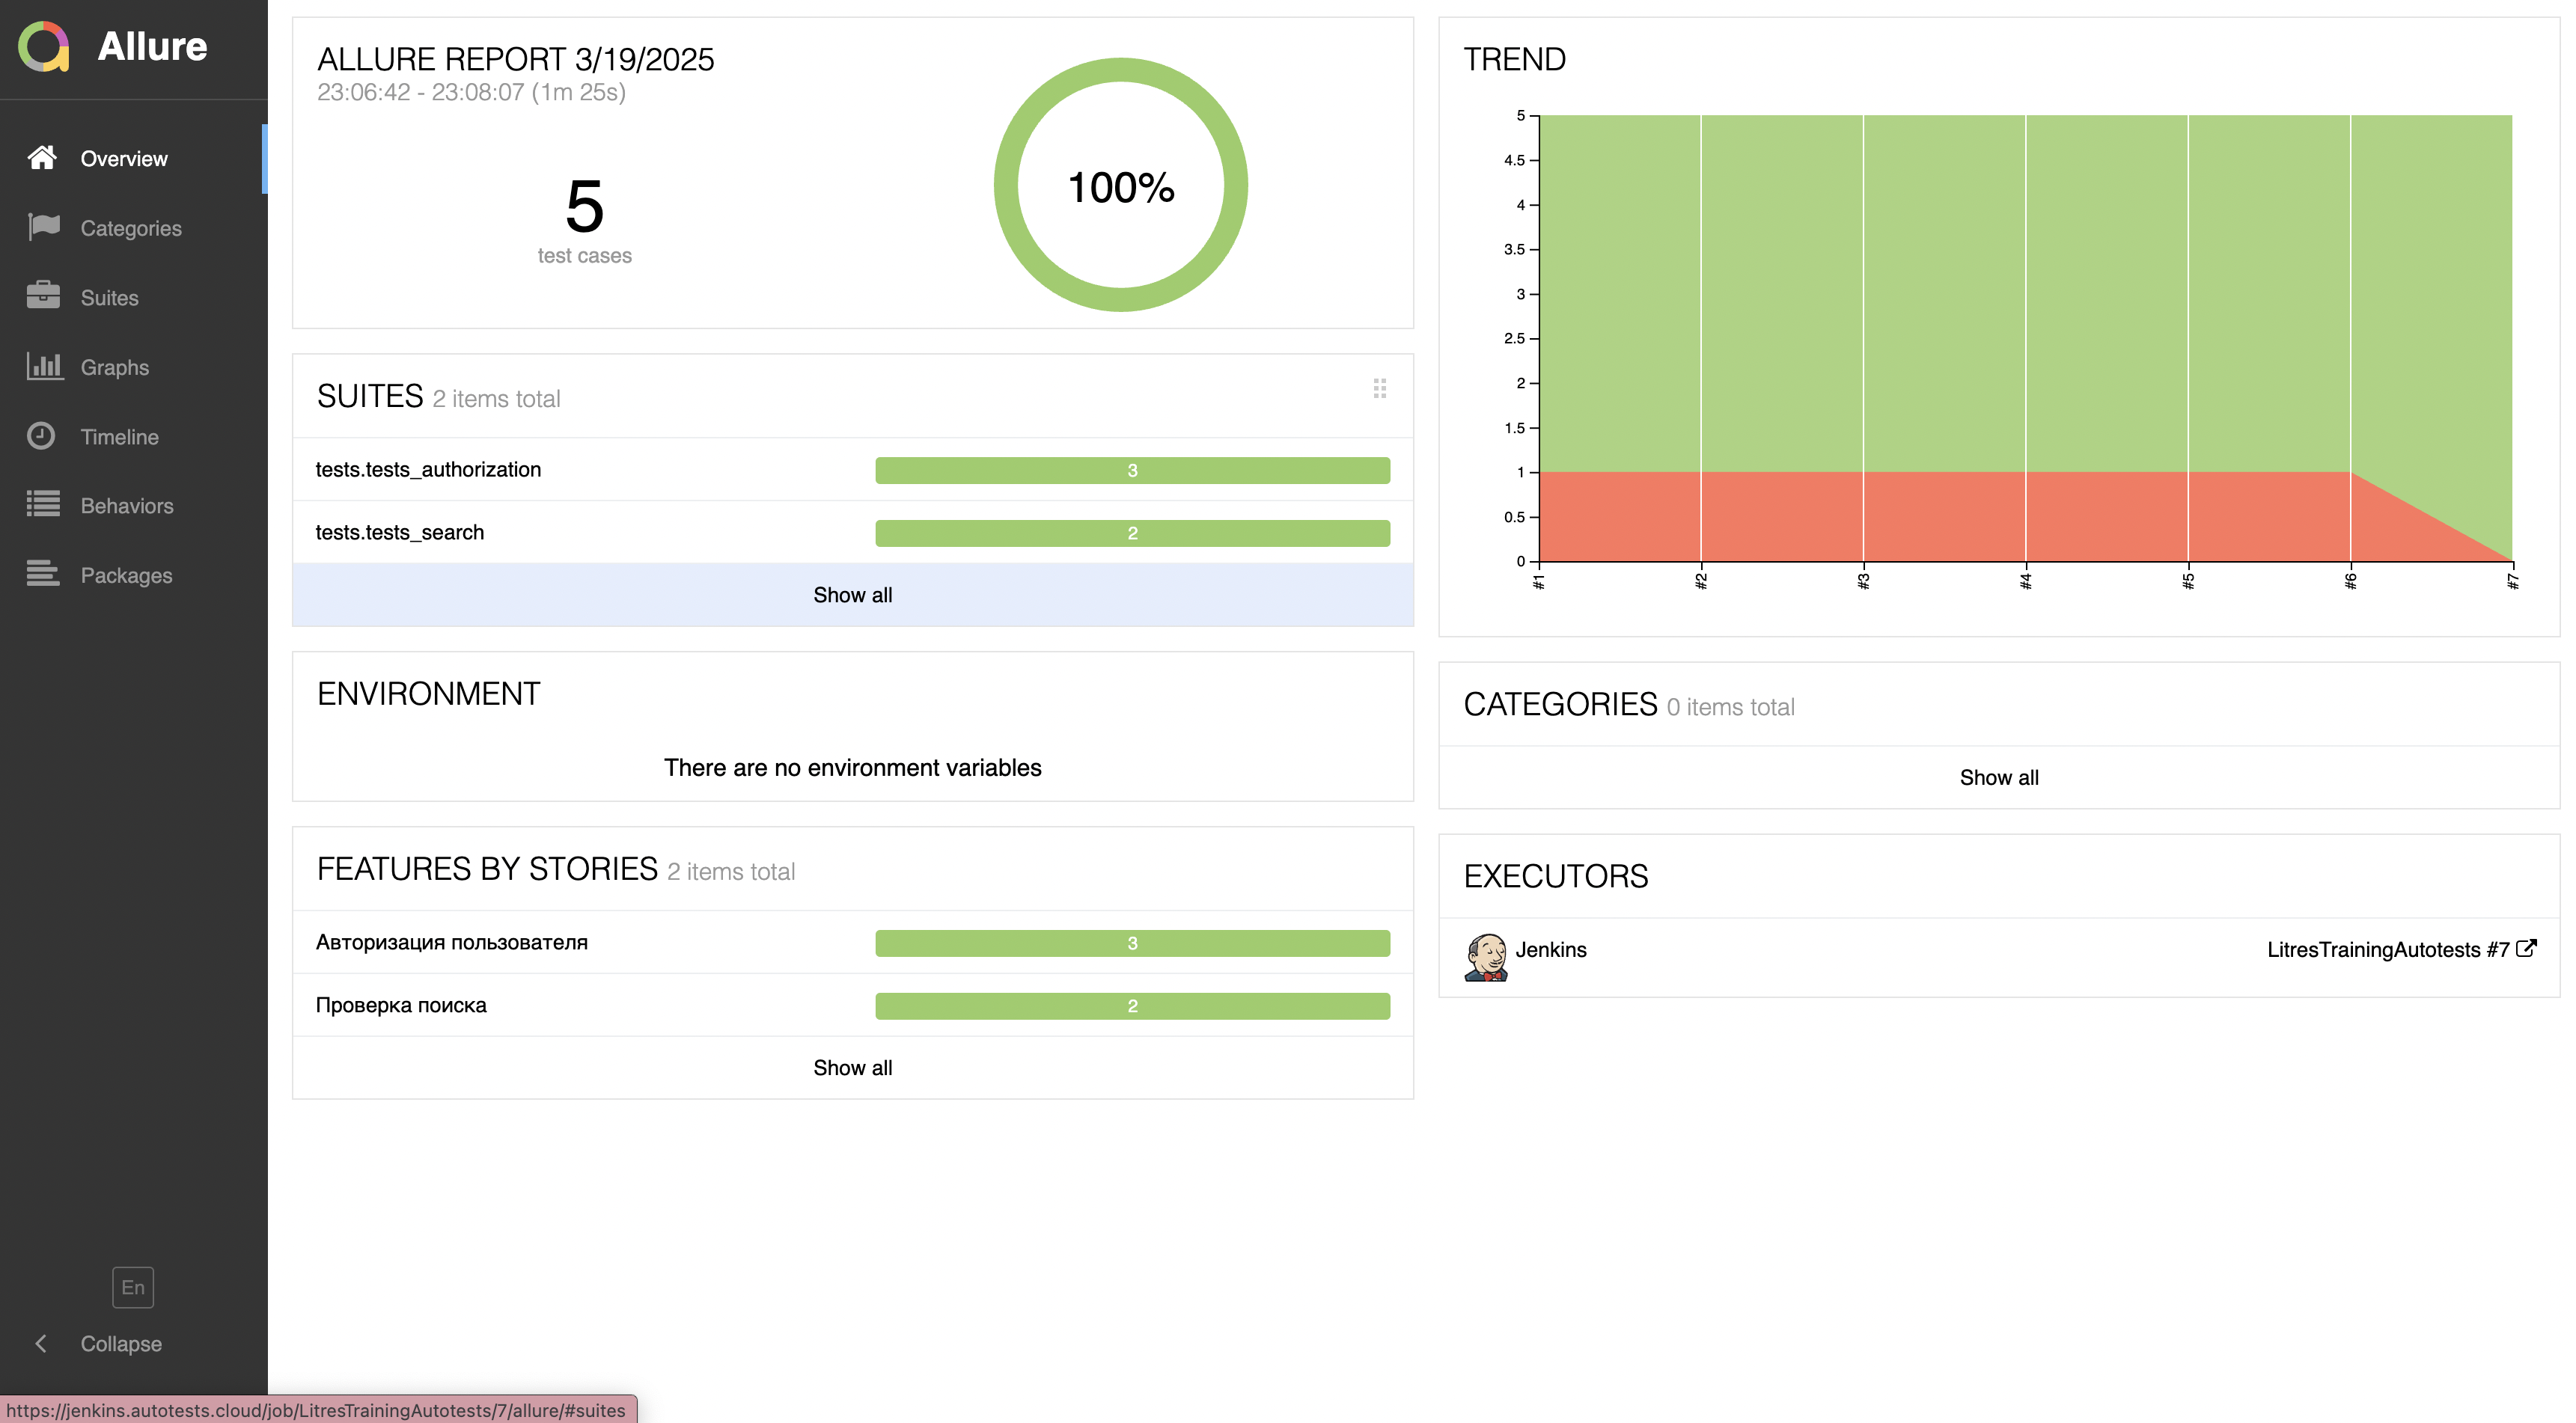 Allure
Overview
Categories
Suites
Graphs
Timeline
Behaviors
Packages
En
Collapse
ALLURE REPORT 3/19/2025
23:06:42 - 23:08:07 (1m 25s)
5
test cases
100%
SUITES 2 items total
tests.tests_authorization 3
tests.tests_search 2
Show all
ENVIRONMENT
There are no environment variables
FEATURES BY STORIES 2 items total
Авторизация пользователя 3
Проверка поиска 2
Show all
TREND
5
4.5
4
3.5
3
2.5
2
1.5
1
0.5
0
#1 #2 #3 #4 #5 #6 #7
CATEGORIES 0 items total
Show all
EXECUTORS
Jenkins LitresTrainingAutotests #7
https://jenkins.autotests.cloud/job/LitresTrainingAutotests/7/allure/#suites